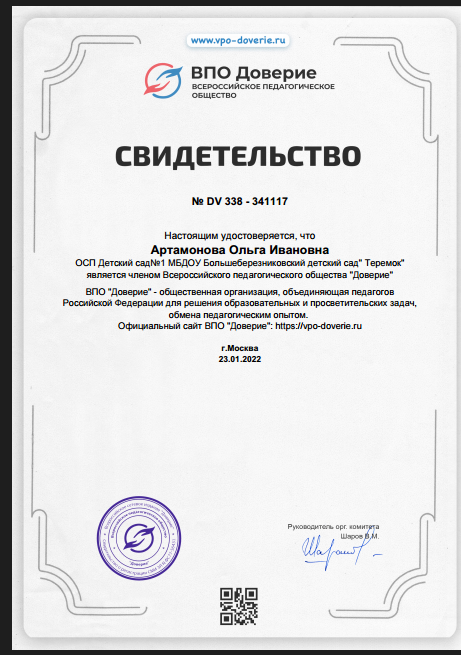 www.vpo-doverie.ru
ВПО Доверие
ВСЕРОССИЙСКОЕ ПЕДАГОГИЧЕСКОЕ
ОБЩЕСТВО
СВИДЕТЕЛЬСТВО
№ DV 338 - 341117
Настоящим удостоверяется, что
Артамонова Ольга Ивановна
ОСП Детский сад№1 МБДОУ Большеберезниковский детский сад" Теремок"
является членом Всероссийского педагогического общества "Доверие"
ВПО "Доверие" - общественная организация, объединяющая педагогов
Российской Федерации для решения образовательных и просветительских задач,
обмена педагогическим опытом.
Официальный сайт ВПО "Доверие": https://vpo-doverie.ru
г.Москва
23.01.2022
Руководитель орг. комитета
Шаров В.М.
"Доверие"